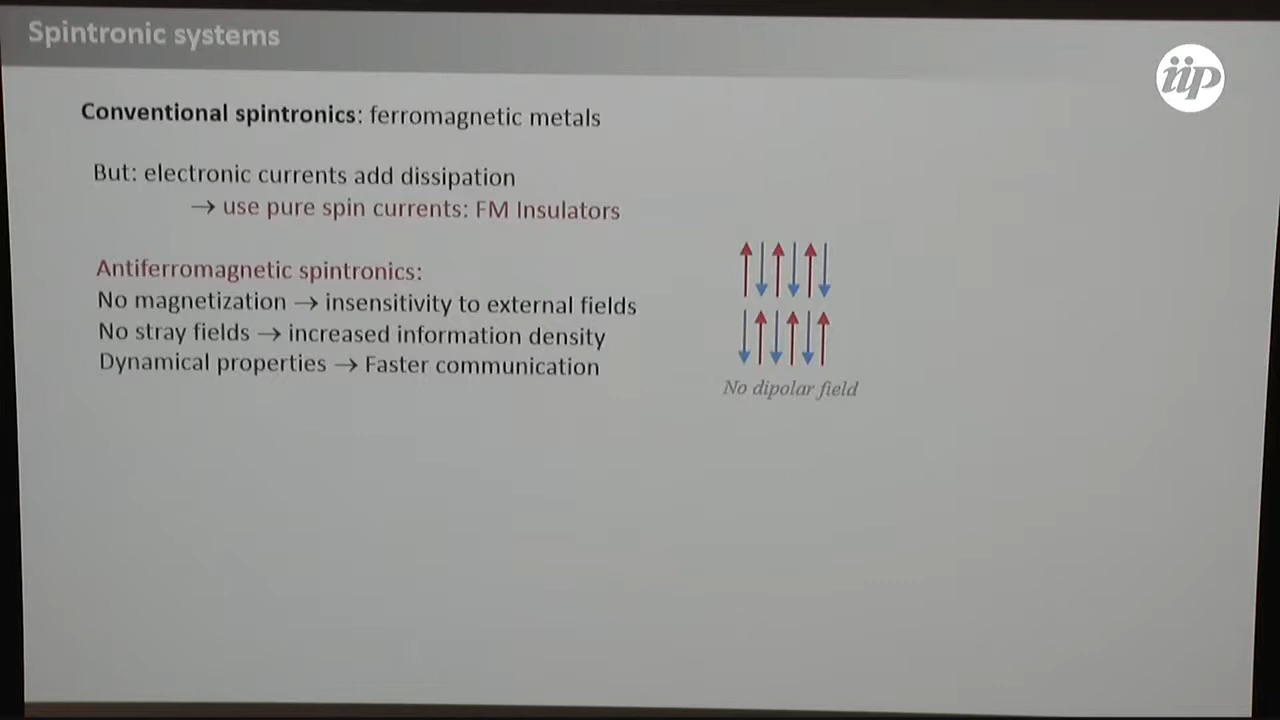 Spintronic systems
iip
Conventional spintronics: ferromagnetic metals
But: electronic currents add dissipation
→ use pure spin currents: FM Insulators
Antiferromagnetic spintronics:
No magnetization → insensitivity to external fields
No stray fields → increased information density
Dynamical properties → Faster communication
No dipolar field